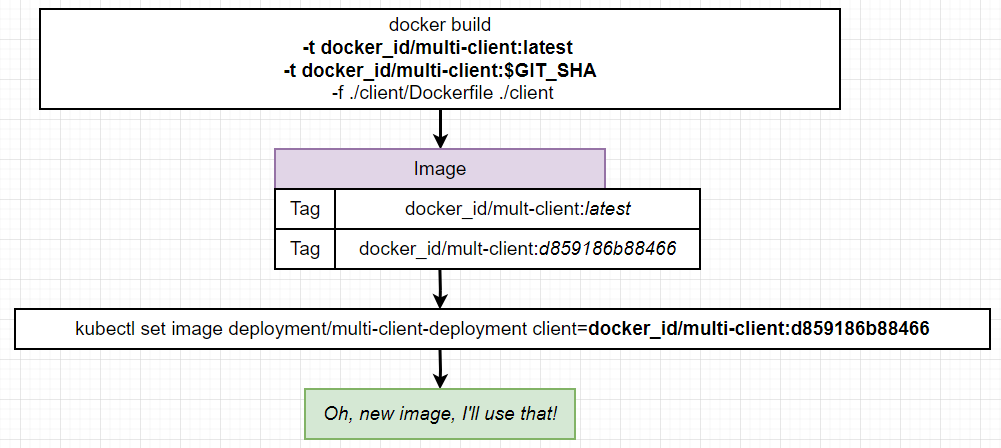 docker build
-t docker_id/multi-client:latest
-t docker_id/multi-client:$GIT_SHA
-f ./client/Dockerfile ./client
Image
Tag docker_id/mult-client:latest
Tag docker_id/mult-client:d859186b88466
kubectl set image deployment/multi-client-deployment client=docker_id/multi-client:d859186b88466
Oh, new image, I'll use that!